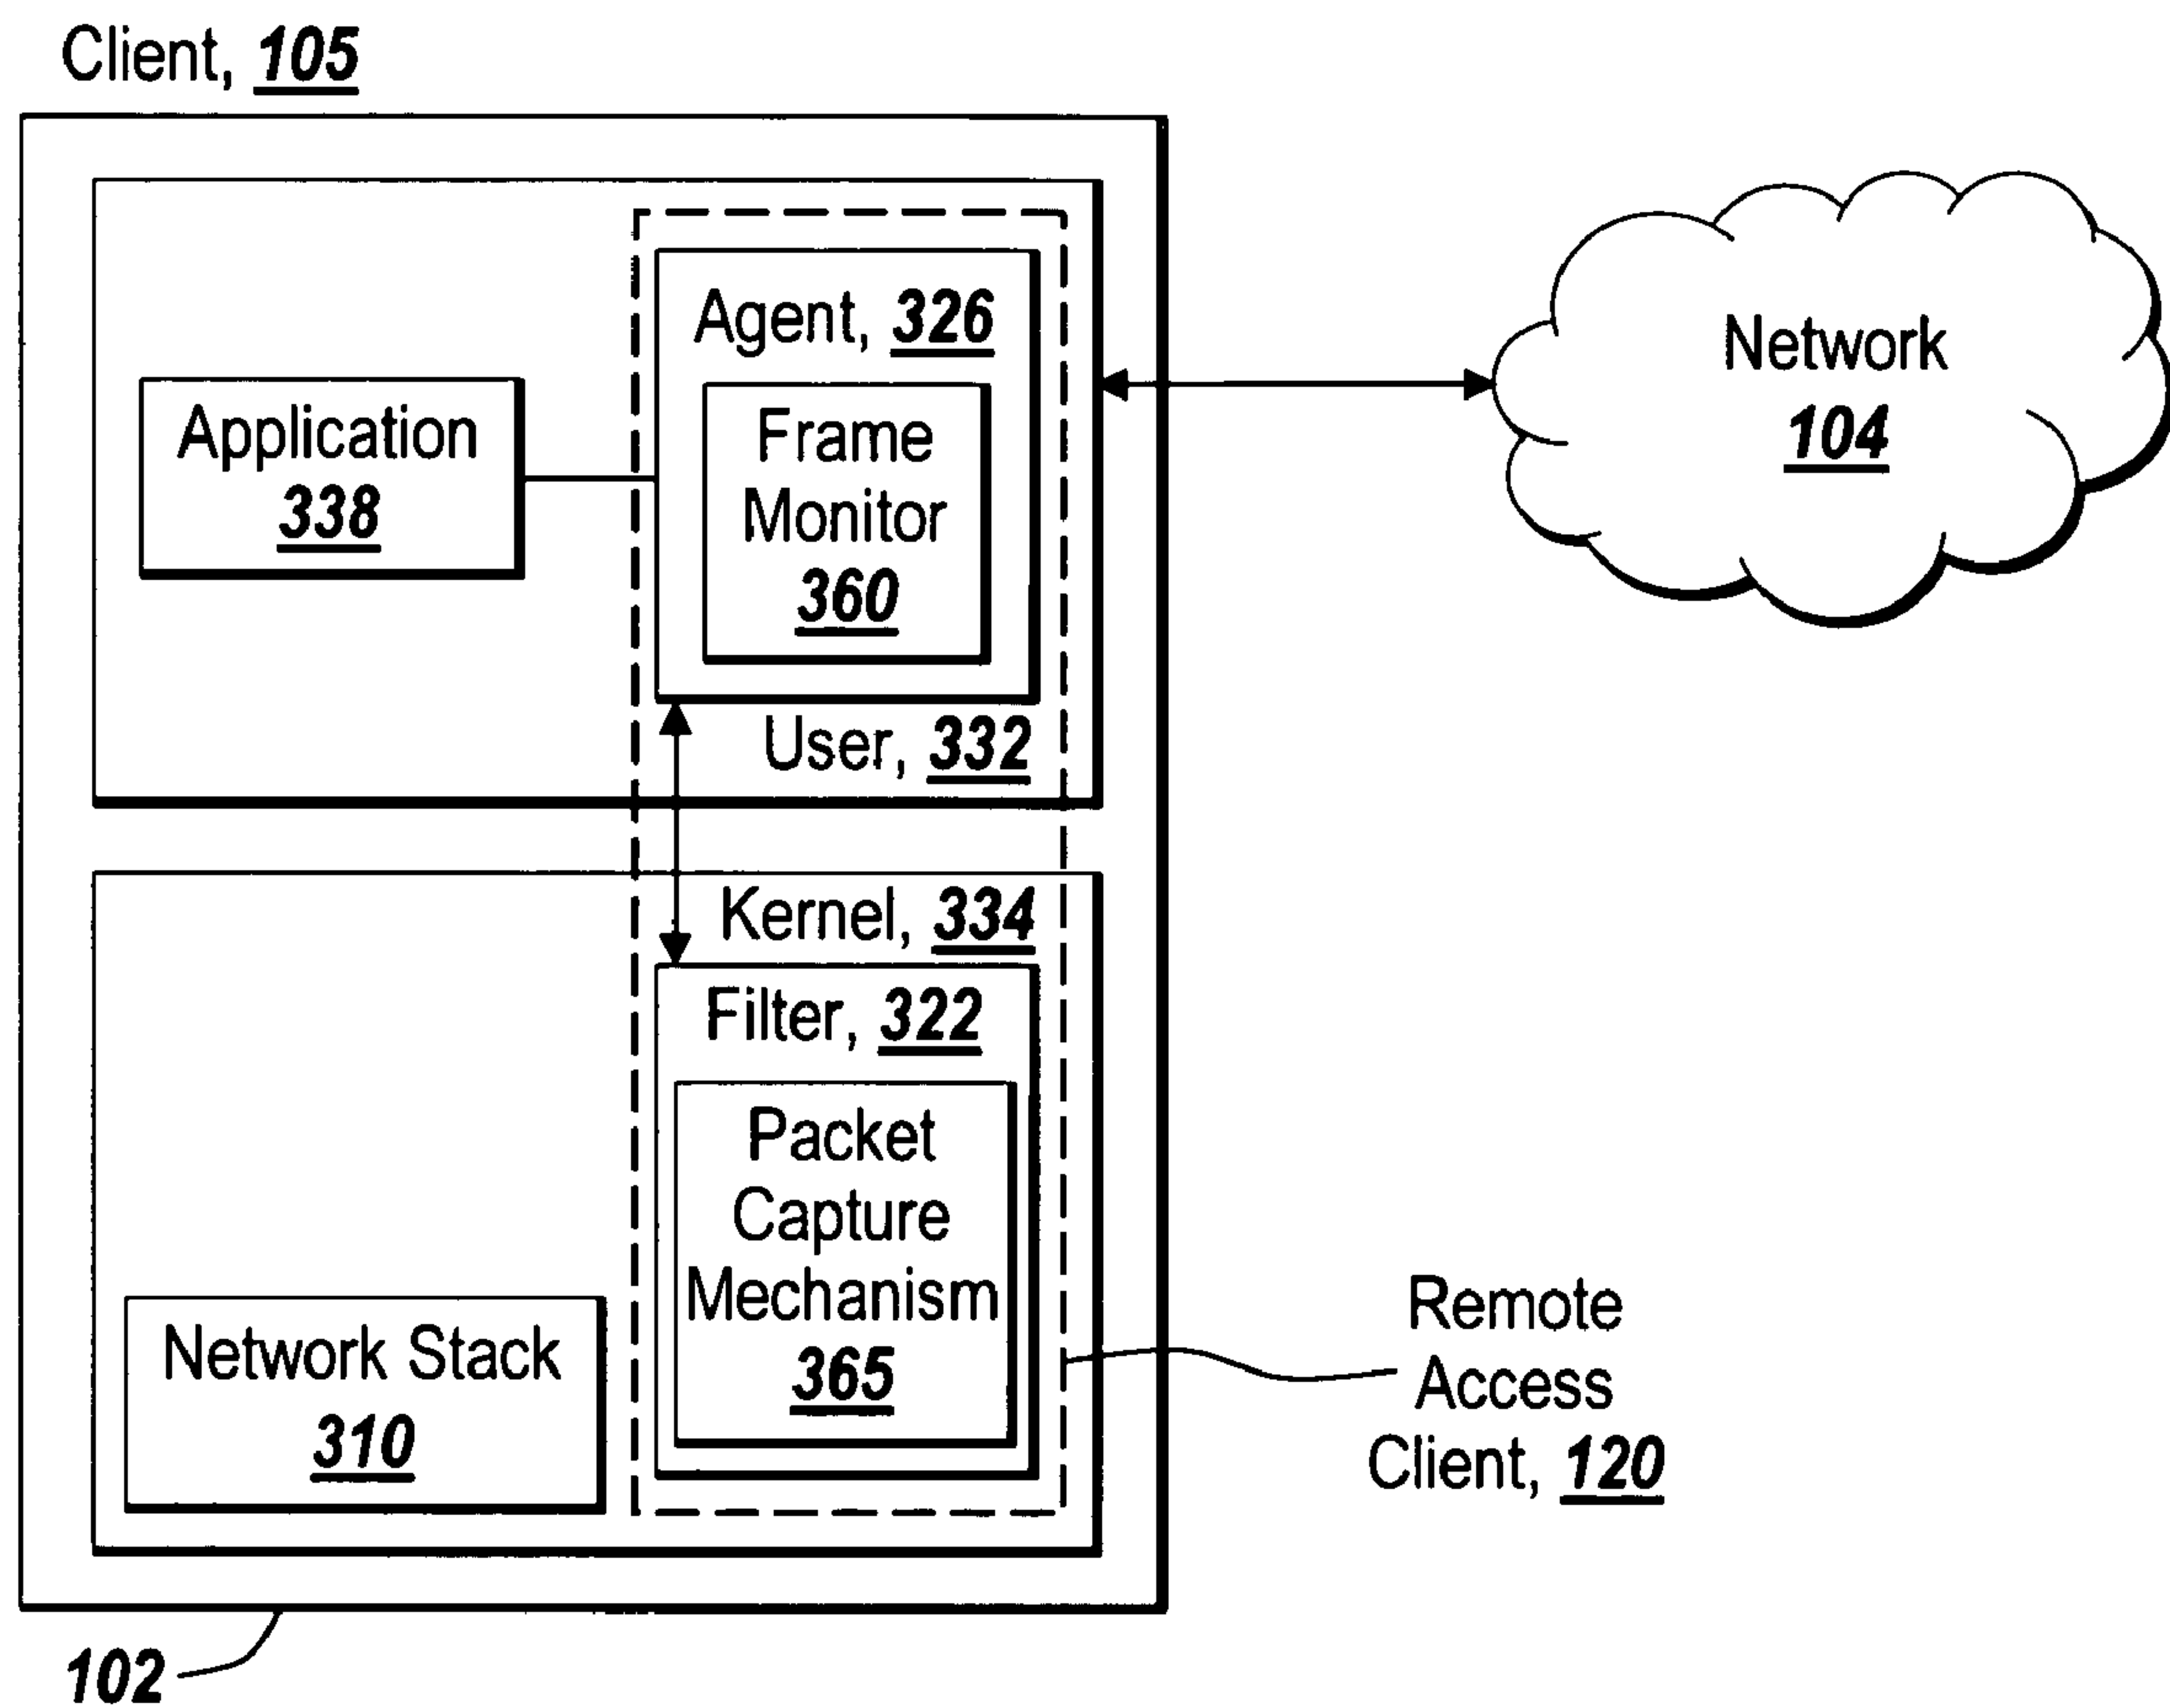 Client, 105
Agent, 326
Frame
Monitor
360
Application
338
User, 332
Network
104
Kernel, 334
Filter, 322
Packet
Capture
Mechanism
365
Network Stack
310
Remote
Access
Client, 120
102